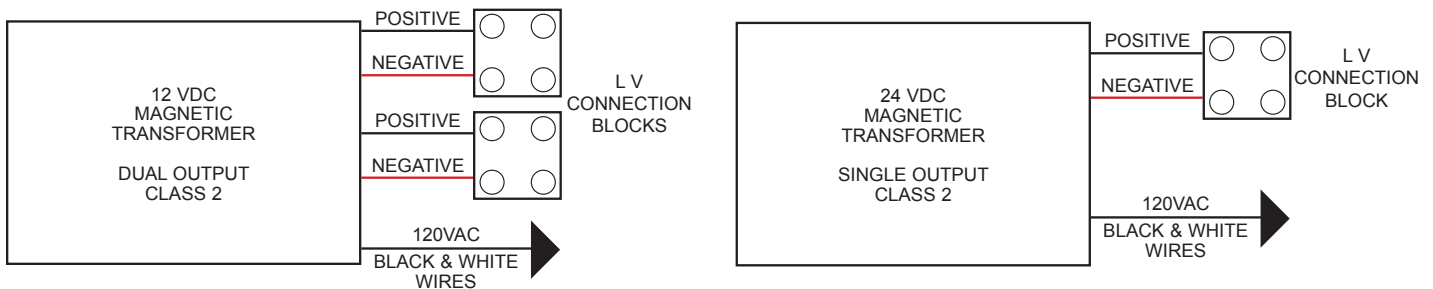 12 VDC
MAGNETIC
TRANSFORMER
DUAL OUTPUT
CLASS 2
POSITIVE
NEGATIVE
POSITIVE
NEGATIVE
L V
CONNECTION
BLOCKS
120VAC
BLACK & WHITE
WIRES
24 VDC
MAGNETIC
TRANSFORMER
SINGLE OUTPUT
CLASS 2
POSITIVE
NEGATIVE
L V
CONNECTION
BLOCK
120VAC
BLACK & WHITE
WIRES